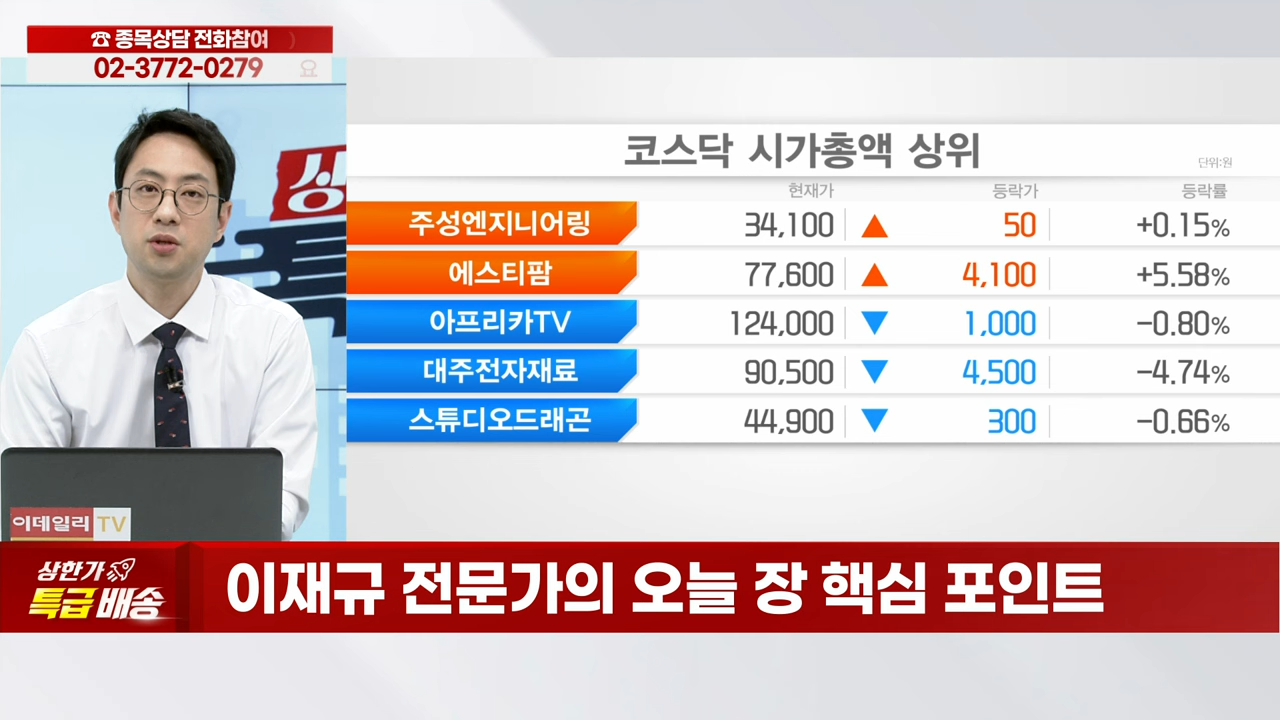 ☎ 종목상담 전화참여 )
02-3772-0279 요
상
특
코스닥 시가총액 상위
단위:원
현재가 등락가 등락률
주성엔지니어링 34,100 ▲ 50 +0.15%
에스티팜 77,600 ▲ 4,100 +5.58%
아프리카TV 124,000 ▼ 1,000 -0.80%
대주전자재료 90,500 ▼ 4,500 -4.74%
스튜디오드래곤 44,900 ▼ 300 -0.66%
이데일리TV
상한가
특급배송
이재규 전문가의 오늘 장 핵심 포인트